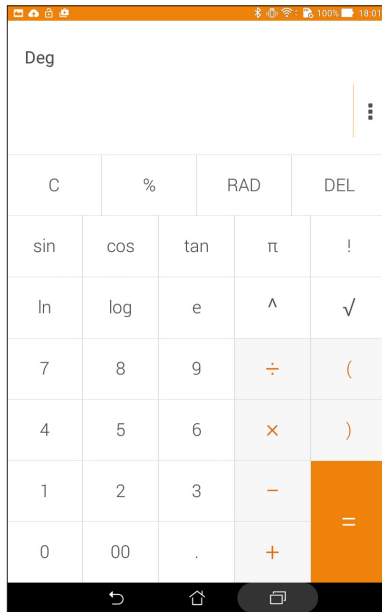 100% 18:01
Deg
C % RAD DEL
sin cos tan π !
ln log e ^ √
7 8 9 ÷ (
4 5 6 × )
1 2 3 −
=
0 00 . +